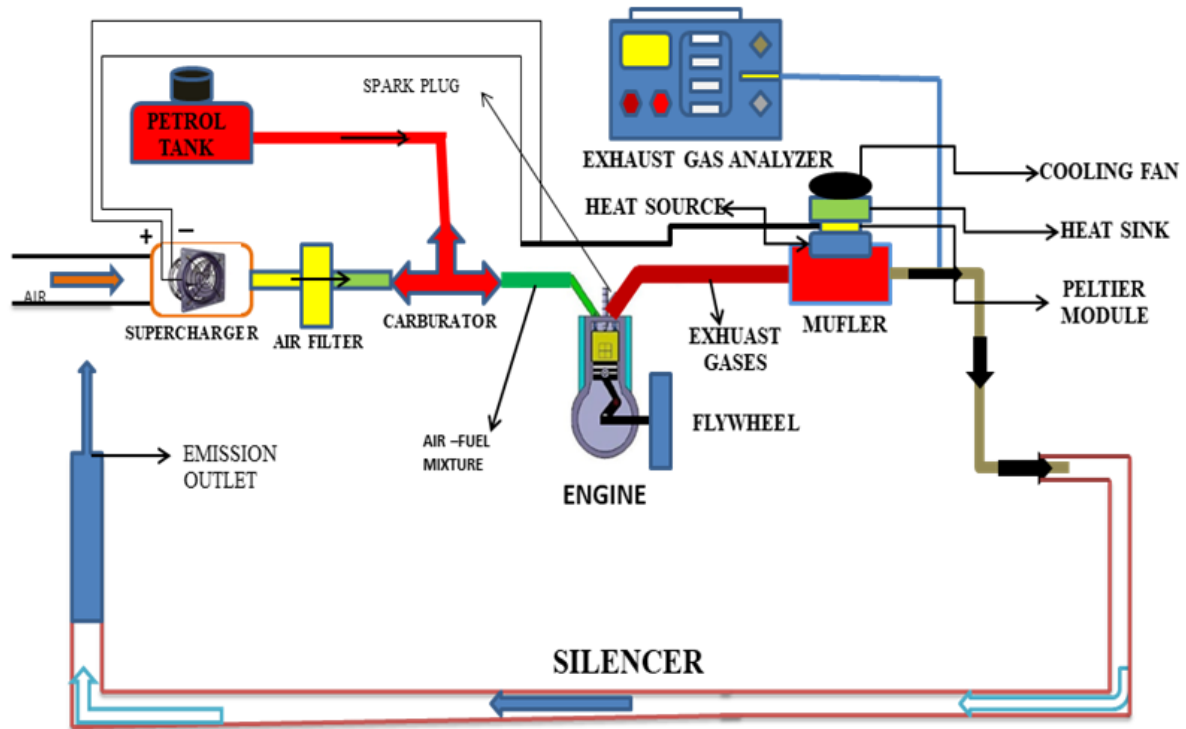 SPARK PLUG
PETROL
TANK
EXHAUST GAS ANALYZER
COOLING FAN
HEAT SOURCE
HEAT SINK
+ −
AIR
SUPERCHARGER
AIR FILTER
CARBURATOR
MUFLER
PELTIER
MODULE
EXHUAST
GASES
FLYWHEEL
AIR –FUEL
MIXTURE
EMISSION
OUTLET
ENGINE
SILENCER